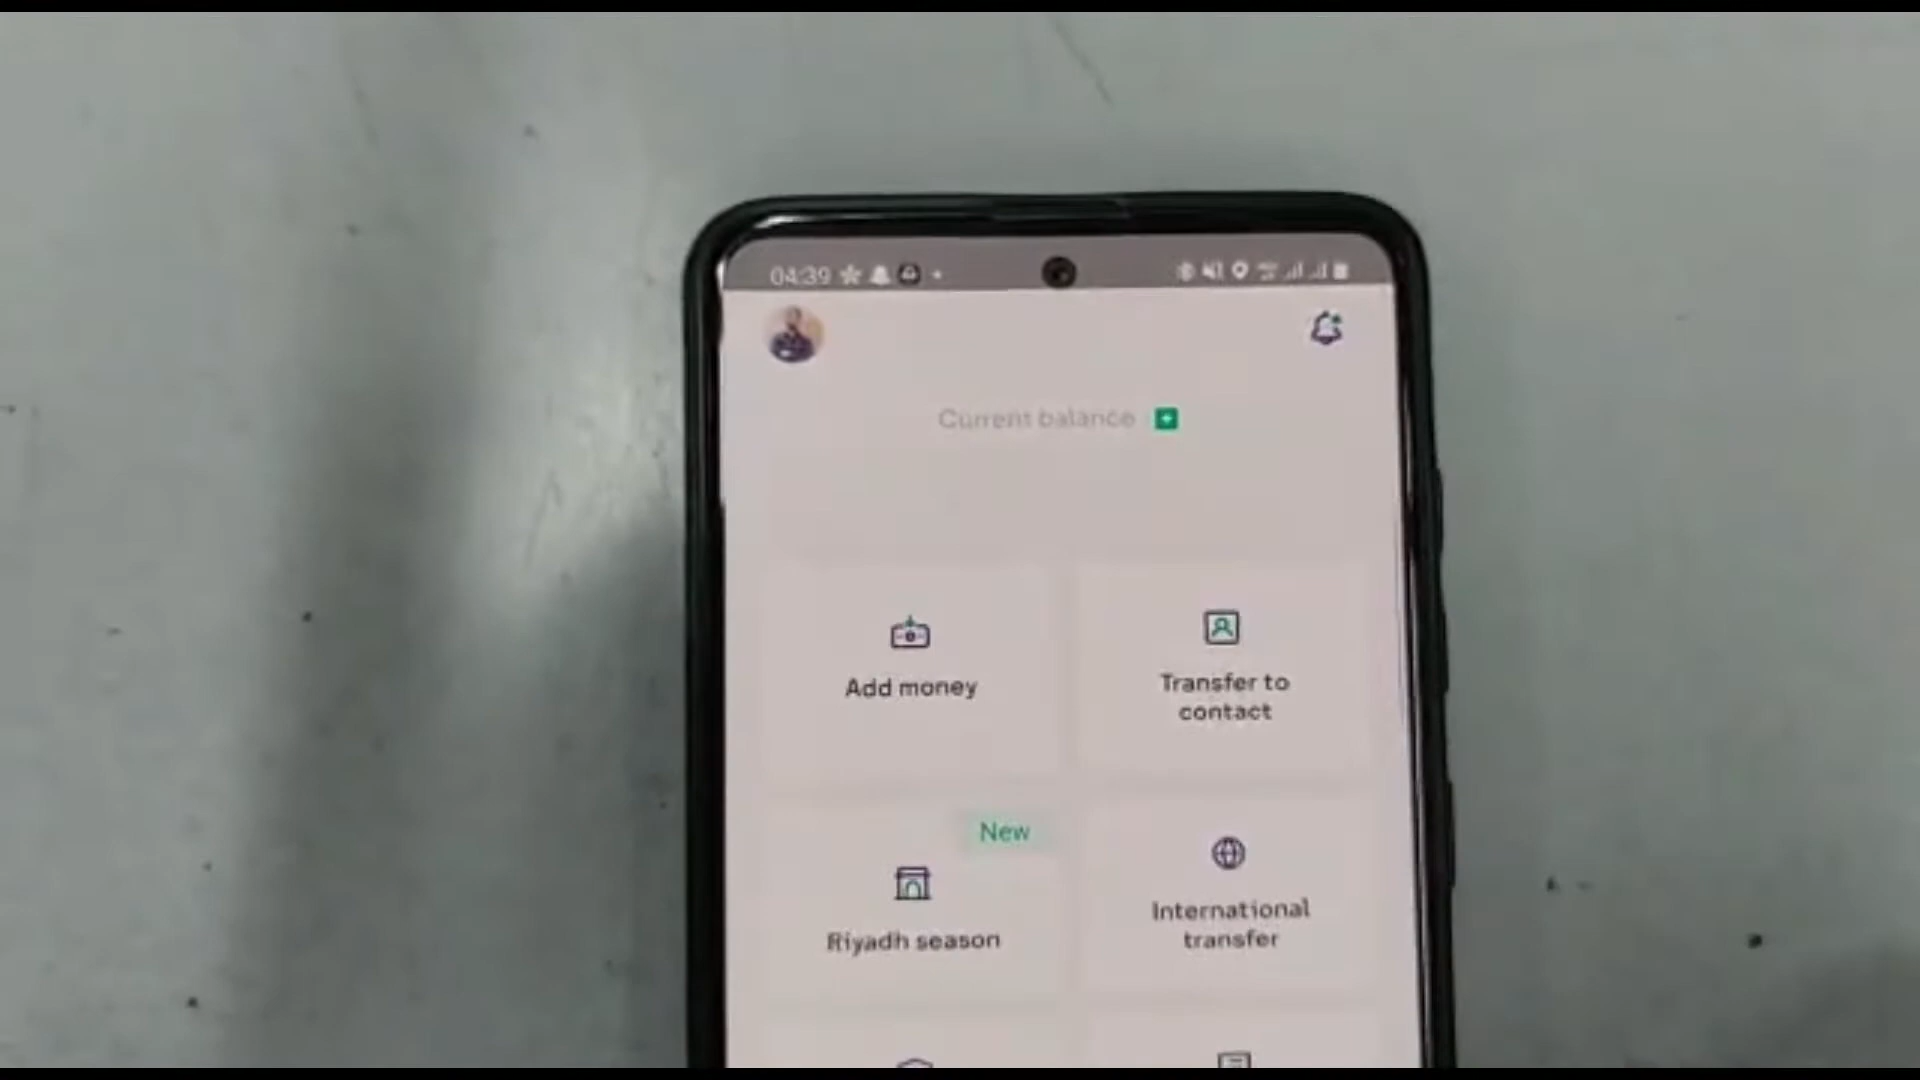 04:39
Current balance
Add money
Transfer to
contact
New
Riyadh season
International
transfer